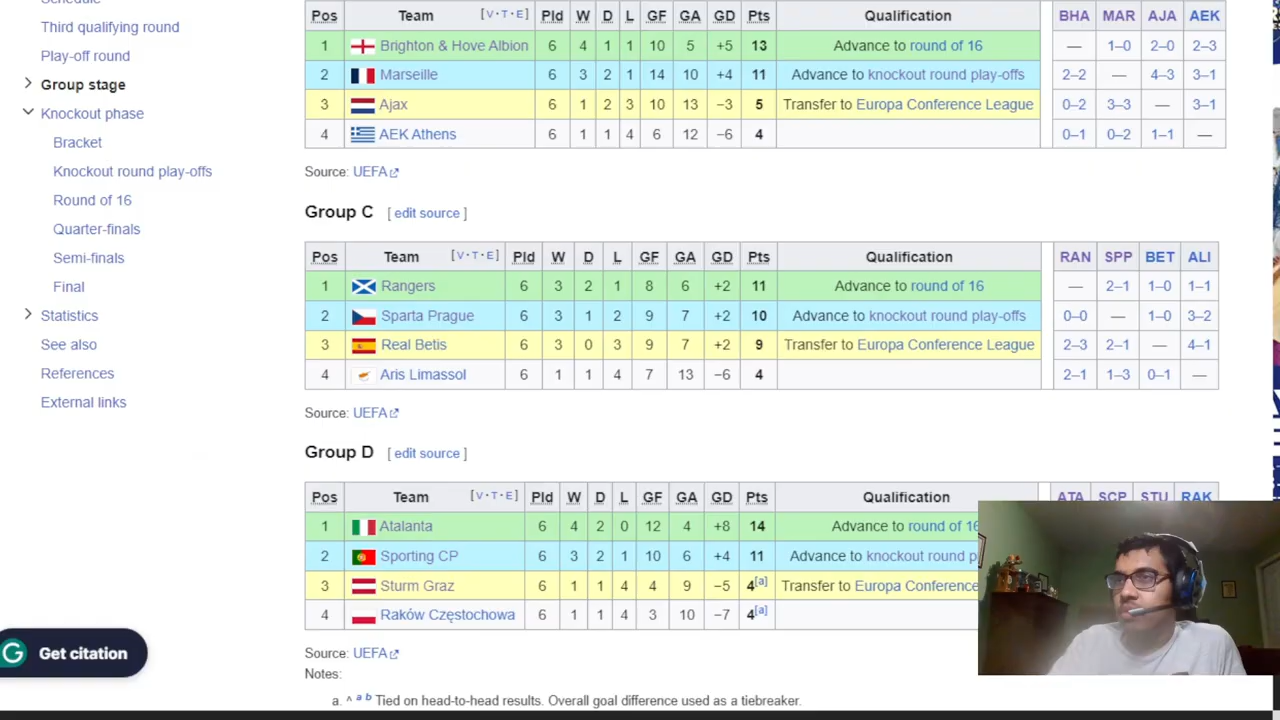 Schedule
Third qualifying round
Play-off round
Group stage
Knockout phase
Bracket
Knockout round play-offs
Round of 16
Quarter-finals
Semi-finals
Final
Statistics
See also
References
External links
Get citation
Pos Team [V·T·E] Pld W D L GF GA GD Pts Qualification BHA MAR AJA AEK
1 Brighton & Hove Albion 6 4 1 1 10 5 +5 13 Advance to round of 16 — 1–0 2–0 2–3
2 Marseille 6 3 2 1 14 10 +4 11 Advance to knockout round play-offs 2–2 — 4–3 3–1
3 Ajax 6 1 2 3 10 13 −3 5 Transfer to Europa Conference League 0–2 3–3 — 3–1
4 AEK Athens 6 1 1 4 6 12 −6 4 0–1 0–2 1–1 —
Source: UEFA
Group C [ edit source ]
Pos Team [V·T·E] Pld W D L GF GA GD Pts Qualification RAN SPP BET ALI
1 Rangers 6 3 2 1 8 6 +2 11 Advance to round of 16 — 2–1 1–0 1–1
2 Sparta Prague 6 3 1 2 9 7 +2 10 Advance to knockout round play-offs 0–0 — 1–0 3–2
3 Real Betis 6 3 0 3 9 7 +2 9 Transfer to Europa Conference League 2–3 2–1 — 4–1
4 Aris Limassol 6 1 1 4 7 13 −6 4 2–1 1–3 0–1 —
Source: UEFA
Group D [ edit source ]
Pos Team [V·T·E] Pld W D L GF GA GD Pts Qualification ATA SCP STU RAK
1 Atalanta 6 4 2 0 12 4 +8 14 Advance to round of 16
2 Sporting CP 6 3 2 1 10 6 +4 11 Advance to knockout round p
3 Sturm Graz 6 1 1 4 4 9 −5 4[a] Transfer to Europa Conference
4 Raków Częstochowa 6 1 1 4 3 10 −7 4[a]
Source: UEFA
Notes:
a. ^ a b Tied on head-to-head results. Overall goal difference used as a tiebreaker.